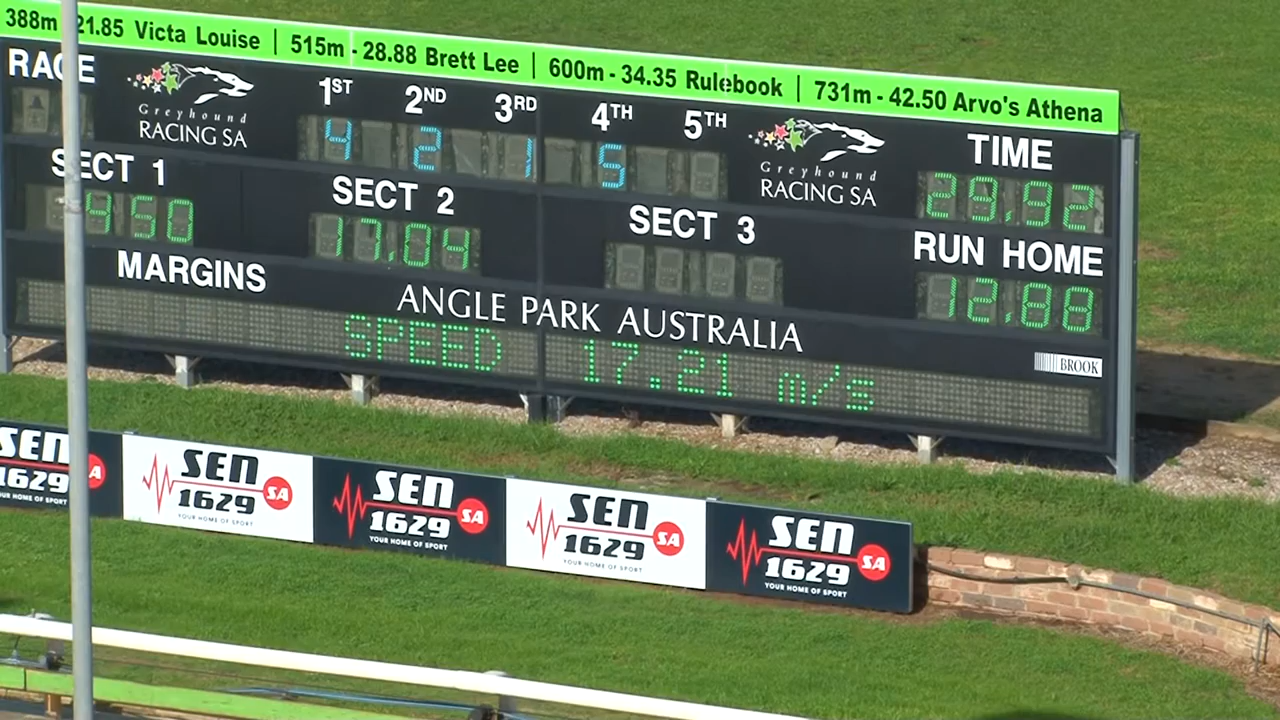 388m 21.85 Victa Louise | 515m - 28.88 Brett Lee | 600m - 34.35 Rulebook | 731m - 42.50 Arvo's Athena
RACE
Greyhound
RACING SA
1ST 2ND 3RD 4TH 5TH
4 2 1 5
Greyhound
RACING SA
TIME
29.92
SECT 1
4.50
SECT 2
17.04
SECT 3
RUN HOME
12.88
MARGINS
ANGLE PARK AUSTRALIA
BROOK
SPEED 17.21 m/s
SEN
1629
A
YOUR HOME OF SPORT
SEN
1629
SA
YOUR HOME OF SPORT
SEN
1629
SA
YOUR HOME OF SPORT
SEN
1629
SA
YOUR HOME OF SPORT
SEN
1629
SA
YOUR HOME OF SPORT